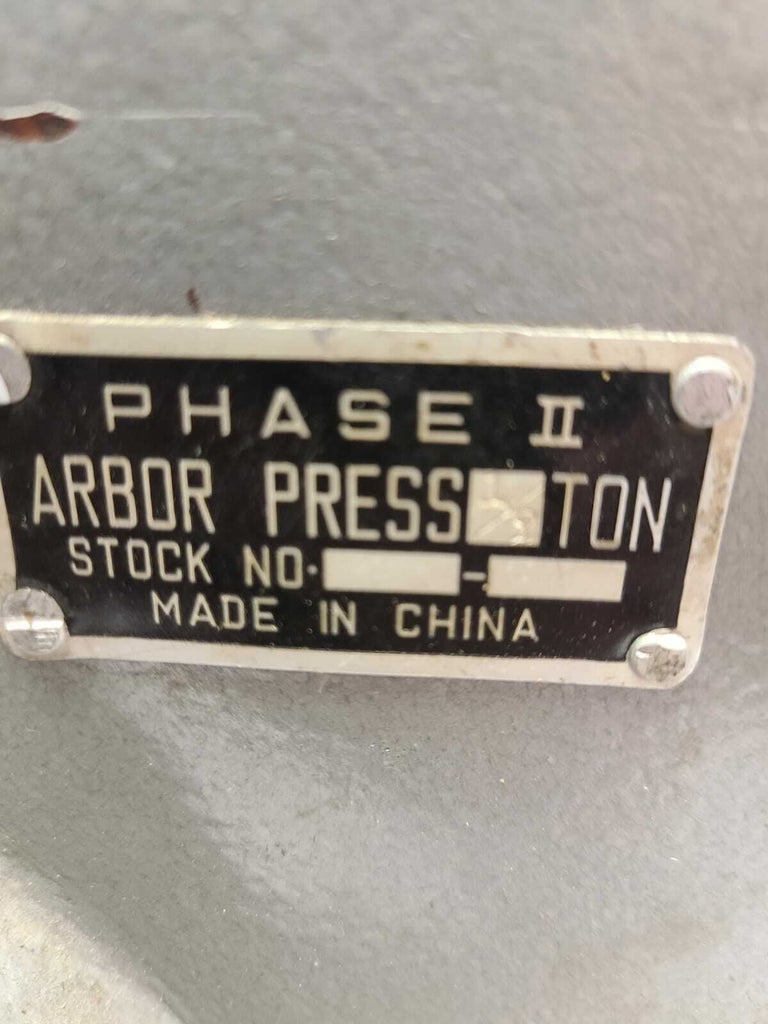 PHASE II
ARBOR PRESS TON
STOCK NO. -
MADE IN CHINA